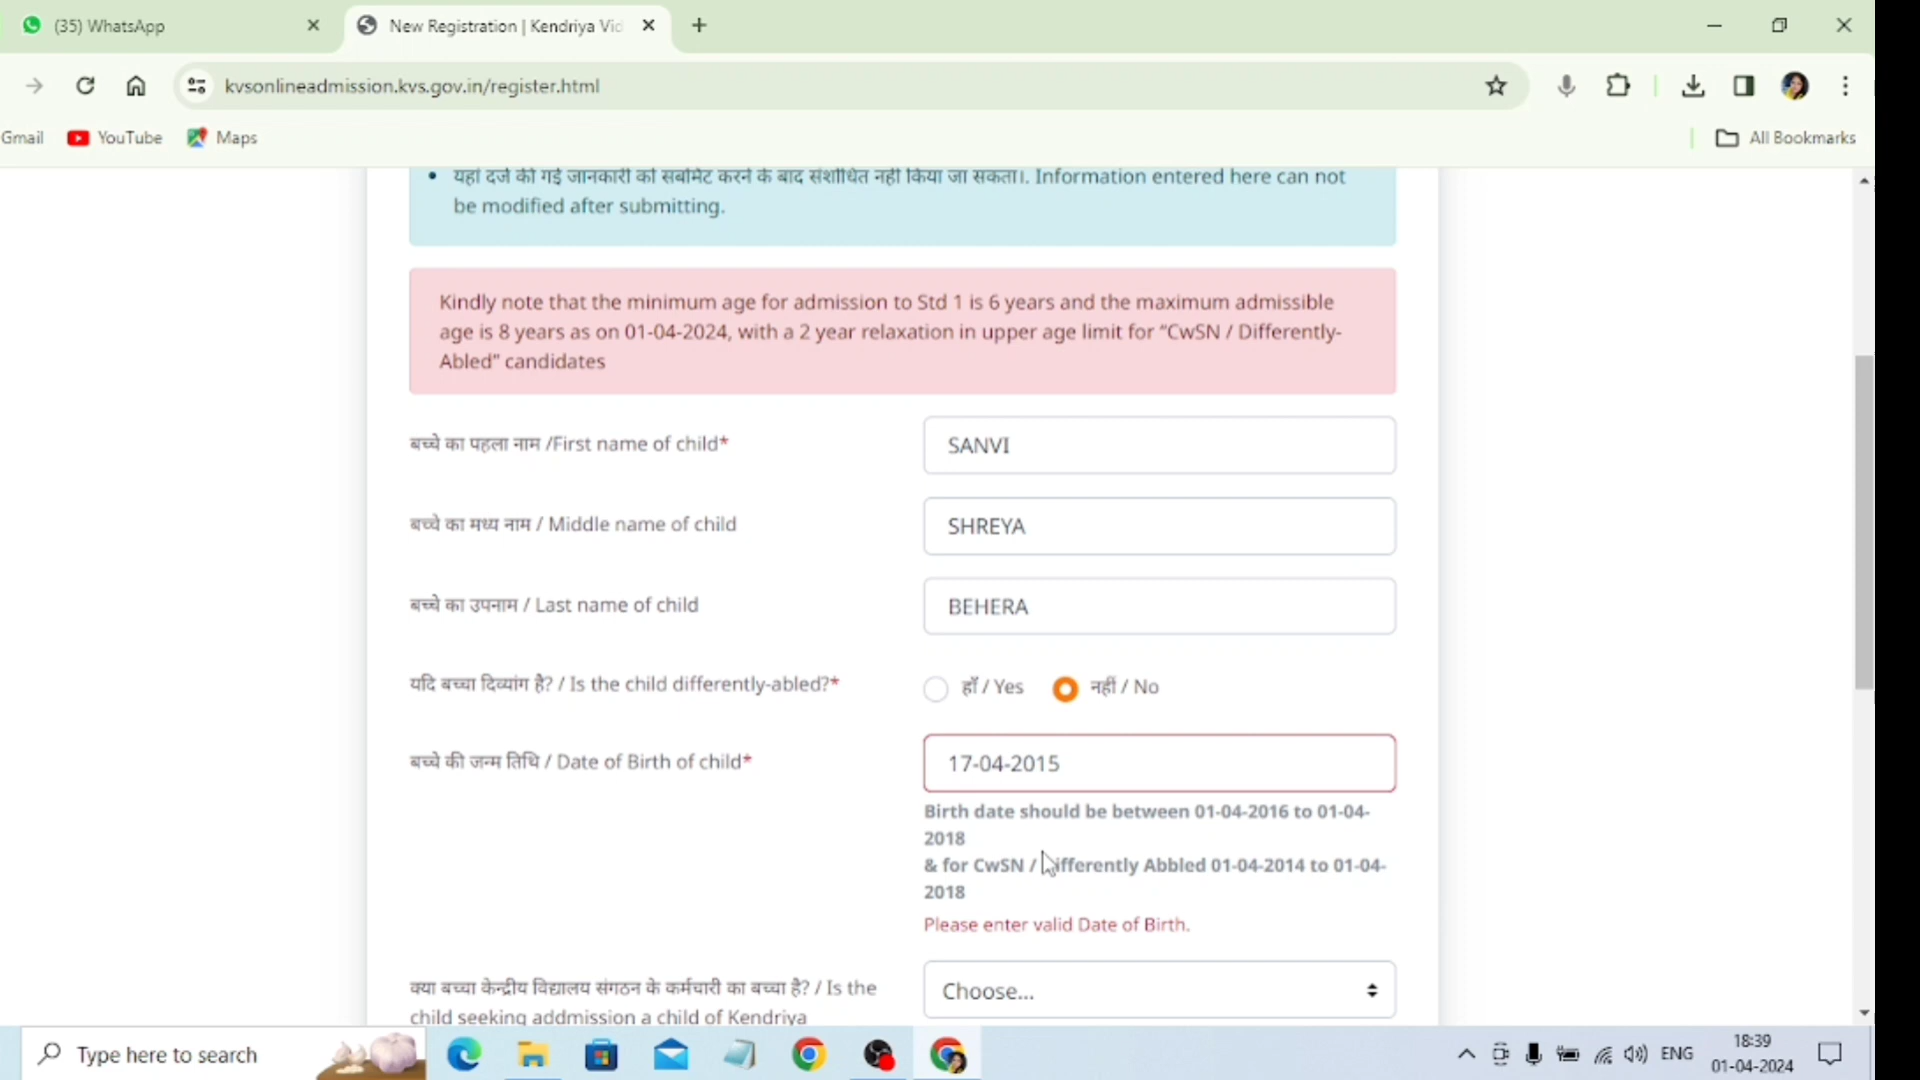 (35) WhatsApp
New Registration | Kendriya Vid
kvsonlineadmission.kvs.gov.in/register.html
Gmail
YouTube
Maps
All Bookmarks
यहां दर्ज की गई जानकारी को सबमिट करने के बाद संशोधित नहीं किया जा सकता।. Information entered here can not
be modified after submitting.
Kindly note that the minimum age for admission to Std 1 is 6 years and the maximum admissible
age is 8 years as on 01-04-2024, with a 2 year relaxation in upper age limit for “CwSN / Differently-
Abled” candidates
बच्चे का पहला नाम /First name of child*
SANVI
बच्चे का मध्य नाम / Middle name of child
SHREYA
बच्चे का उपनाम / Last name of child
BEHERA
यदि बच्चा दिव्यांग है? / Is the child differently-abled?*
हाँ / Yes
नहीं / No
बच्चे की जन्म तिथि / Date of Birth of child*
17-04-2015
Birth date should be between 01-04-2016 to 01-04-
2018
& for CwSN / Differently Abbled 01-04-2014 to 01-04-
2018
Please enter valid Date of Birth.
क्या बच्चा केन्द्रीय विद्यालय संगठन के कर्मचारी का बच्चा है? / Is the
child seeking addmission a child of Kendriya
Choose...
Type here to search
ENG
18:39
01-04-2024